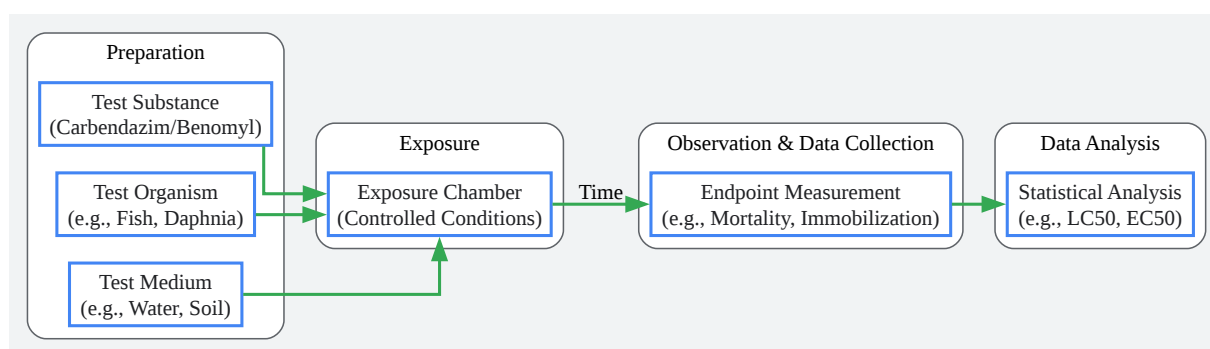 Preparation
Test Substance
(Carbendazim/Benomyl)
Test Organism
(e.g., Fish, Daphnia)
Test Medium
(e.g., Water, Soil)
Exposure
Exposure Chamber
(Controlled Conditions)
Time
Observation & Data Collection
Endpoint Measurement
(e.g., Mortality, Immobilization)
Data Analysis
Statistical Analysis
(e.g., LC50, EC50)